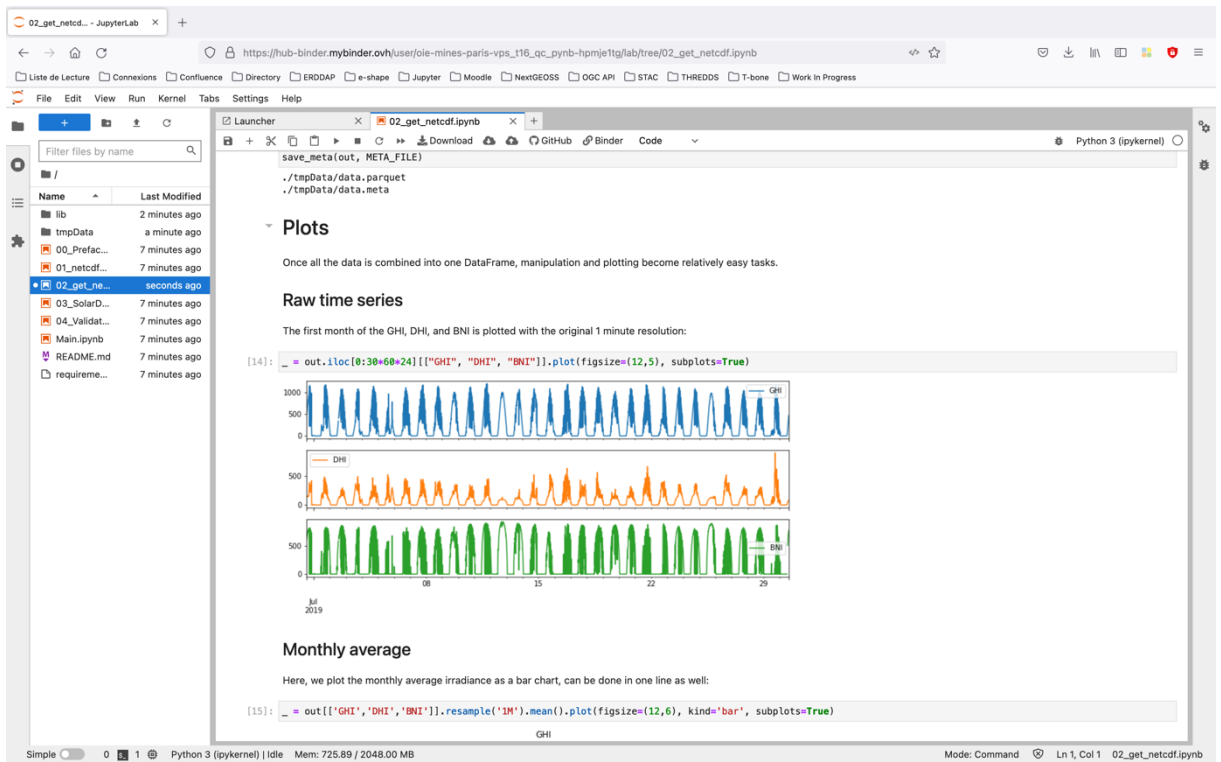 02_get_netcd... - JupyterLab
https://hub-binder.mybinder.ovh/user/oie-mines-paris-vps_t16_qc_pynb-hpmje1tg/lab/tree/02_get_netcdf.ipynb
Liste de Lecture Connexions Confluence Directory ERDDAP e-shape Jupyter Moodle NextGEOSS OGC API STAC THREDDS T-bone Work In Progress
File Edit View Run Kernel Tabs Settings Help
Launcher 02_get_netcdf.ipynb
Download GitHub Binder Code Python 3 (ipykernel)
Filter files by name
/
Name Last Modified
lib 2 minutes ago
tmpData a minute ago
00_Prefac... 7 minutes ago
01_netcdf... 7 minutes ago
02_get_ne... seconds ago
03_SolarD... 7 minutes ago
04_Validat... 7 minutes ago
Main.ipynb 7 minutes ago
README.md 7 minutes ago
requireme... 7 minutes ago
save_meta(out, META_FILE)
./tmpData/data.parquet
./tmpData/data.meta
Plots
Once all the data is combined into one DataFrame, manipulation and plotting become relatively easy tasks.
Raw time series
The first month of the GHI, DHI, and BNI is plotted with the original 1 minute resolution:
[14]: _ = out.iloc[0:30*60*24][["GHI", "DHI", "BNI"]].plot(figsize=(12,5), subplots=True)
1000
500
0
GHI
500
0
DHI
500
0
BNI
08 15 22 29
Jul
2019
Monthly average
Here, we plot the monthly average irradiance as a bar chart, can be done in one line as well:
[15]: _ = out[['GHI','DHI','BNI']].resample('1M').mean().plot(figsize=(12,6), kind='bar', subplots=True)
GHI
Simple 0 1 Python 3 (ipykernel) | Idle Mem: 725.89 / 2048.00 MB Mode: Command Ln 1, Col 1 02_get_netcdf.ipynb